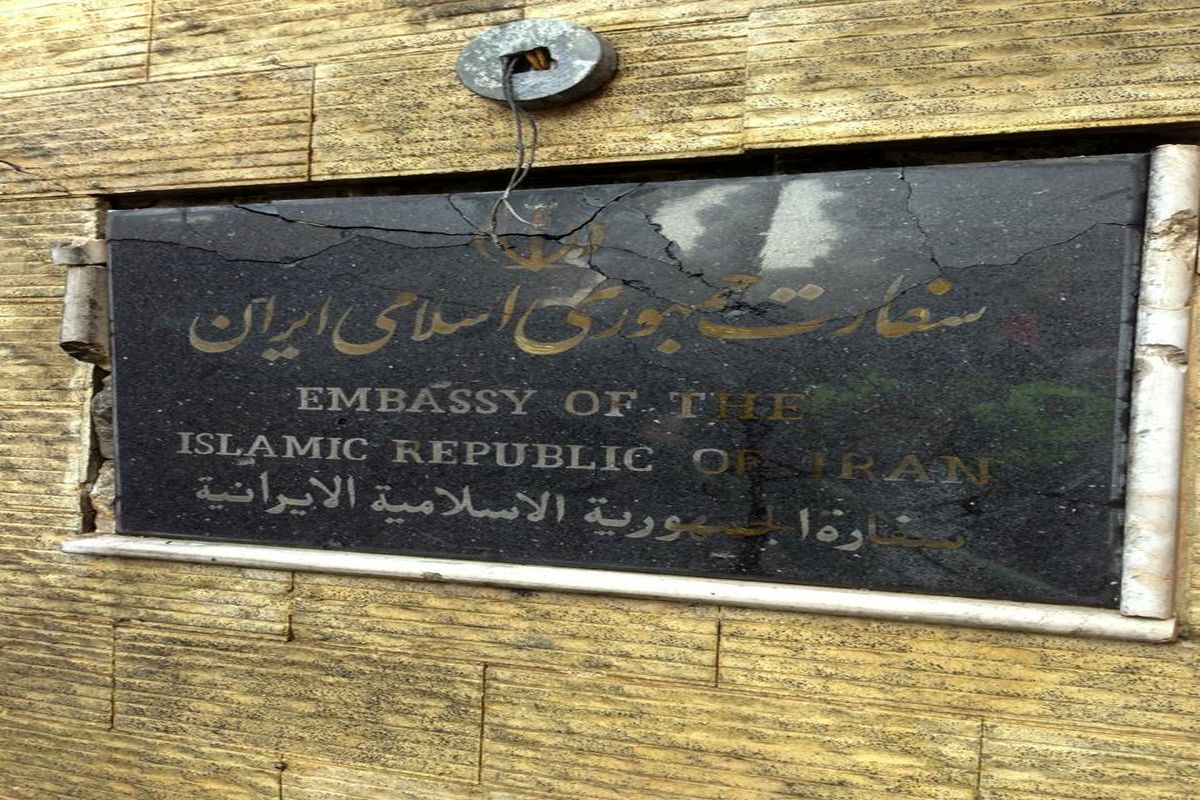 سفارت جمهوری اسلامی ایران
EMBASSY OF THE
ISLAMIC REPUBLIC OF IRAN
سفارة الجمهورية الاسلامية الايرانية